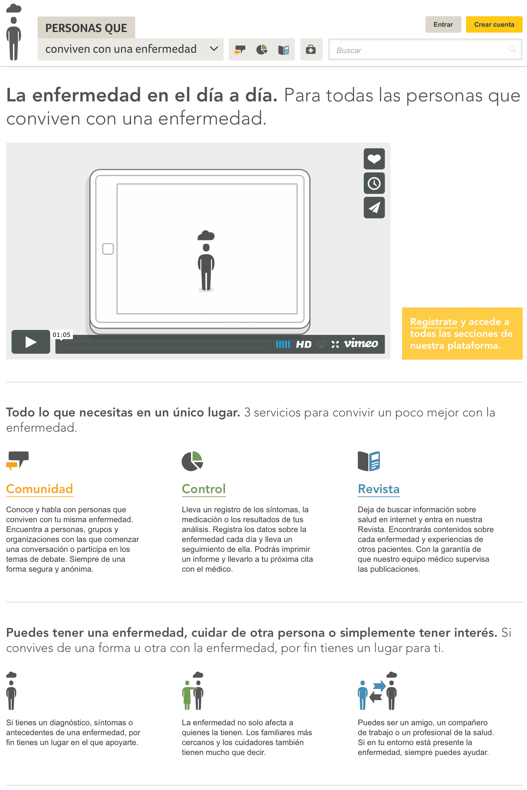 PERSONAS QUE
Entrar
Crear cuenta
conviven con una enfermedad
Buscar
La enfermedad en el día a día. Para todas las personas que
conviven con una enfermedad.
01:05
HD
vimeo
Regístrate y accede a
todas las secciones de
nuestra plataforma.
Todo lo que necesitas en un único lugar. 3 servicios para convivir un poco mejor con la
enfermedad.
Comunidad
Conoce y habla con personas que
conviven con tu misma enfermedad.
Encuentra a personas, grupos y
organizaciones con las que comenzar
una conversación o participa en los
temas de debate. Siempre de una
forma segura y anónima.
Control
Lleva un registro de los síntomas, la
medicación o los resultados de tus
análisis. Registra los datos sobre la
enfermedad cada día y lleva un
seguimiento de ella. Podrás imprimir
un informe y llevarlo a tu próxima cita
con el médico.
Revista
Deja de buscar información sobre
salud en internet y entra en nuestra
Revista. Encontrarás contenidos sobre
cada enfermedad y experiencias de
otros pacientes. Con la garantía de
que nuestro equipo médico supervisa
las publicaciones.
Puedes tener una enfermedad, cuidar de otra persona o simplemente tener interés. Si
convives de una forma u otra con la enfermedad, por fin tienes un lugar para ti.
Si tienes un diagnóstico, síntomas o
antecedentes de una enfermedad, por
fin tienes un lugar en el que apoyarte.
La enfermedad no solo afecta a
quienes la tienen. Los familiares más
cercanos y los cuidadores también
tienen mucho que decir.
Puedes ser un amigo, un compañero
de trabajo o un profesional de la salud.
Si en tu entorno está presente la
enfermedad, siempre puedes ayudar.